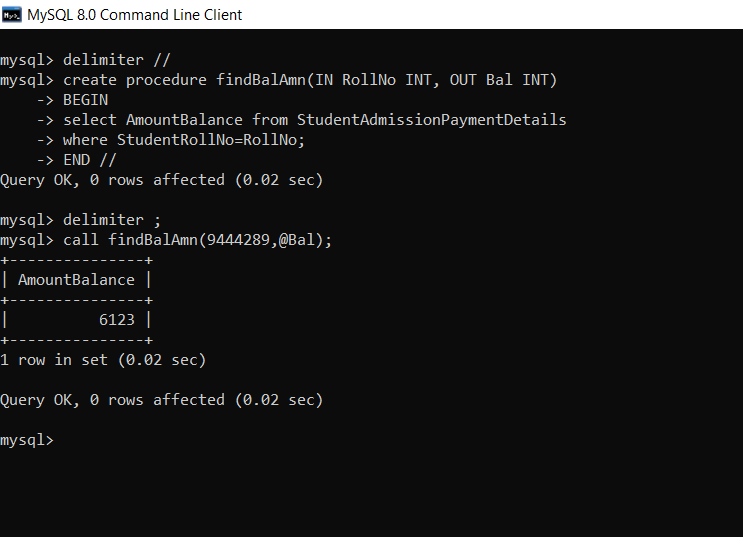 MySQL 8.0 Command Line Client
mysql> delimiter //
mysql> create procedure findBalAmn(IN RollNo INT, OUT Bal INT)
    -> BEGIN
    -> select AmountBalance from StudentAdmissionPaymentDetails
    -> where StudentRollNo=RollNo;
    -> END //
Query OK, 0 rows affected (0.02 sec)
mysql> delimiter ;
mysql> call findBalAmn(9444289,@Bal);
+---------------+
| AmountBalance |
+---------------+
|          6123 |
+---------------+
1 row in set (0.02 sec)
Query OK, 0 rows affected (0.02 sec)
mysql>